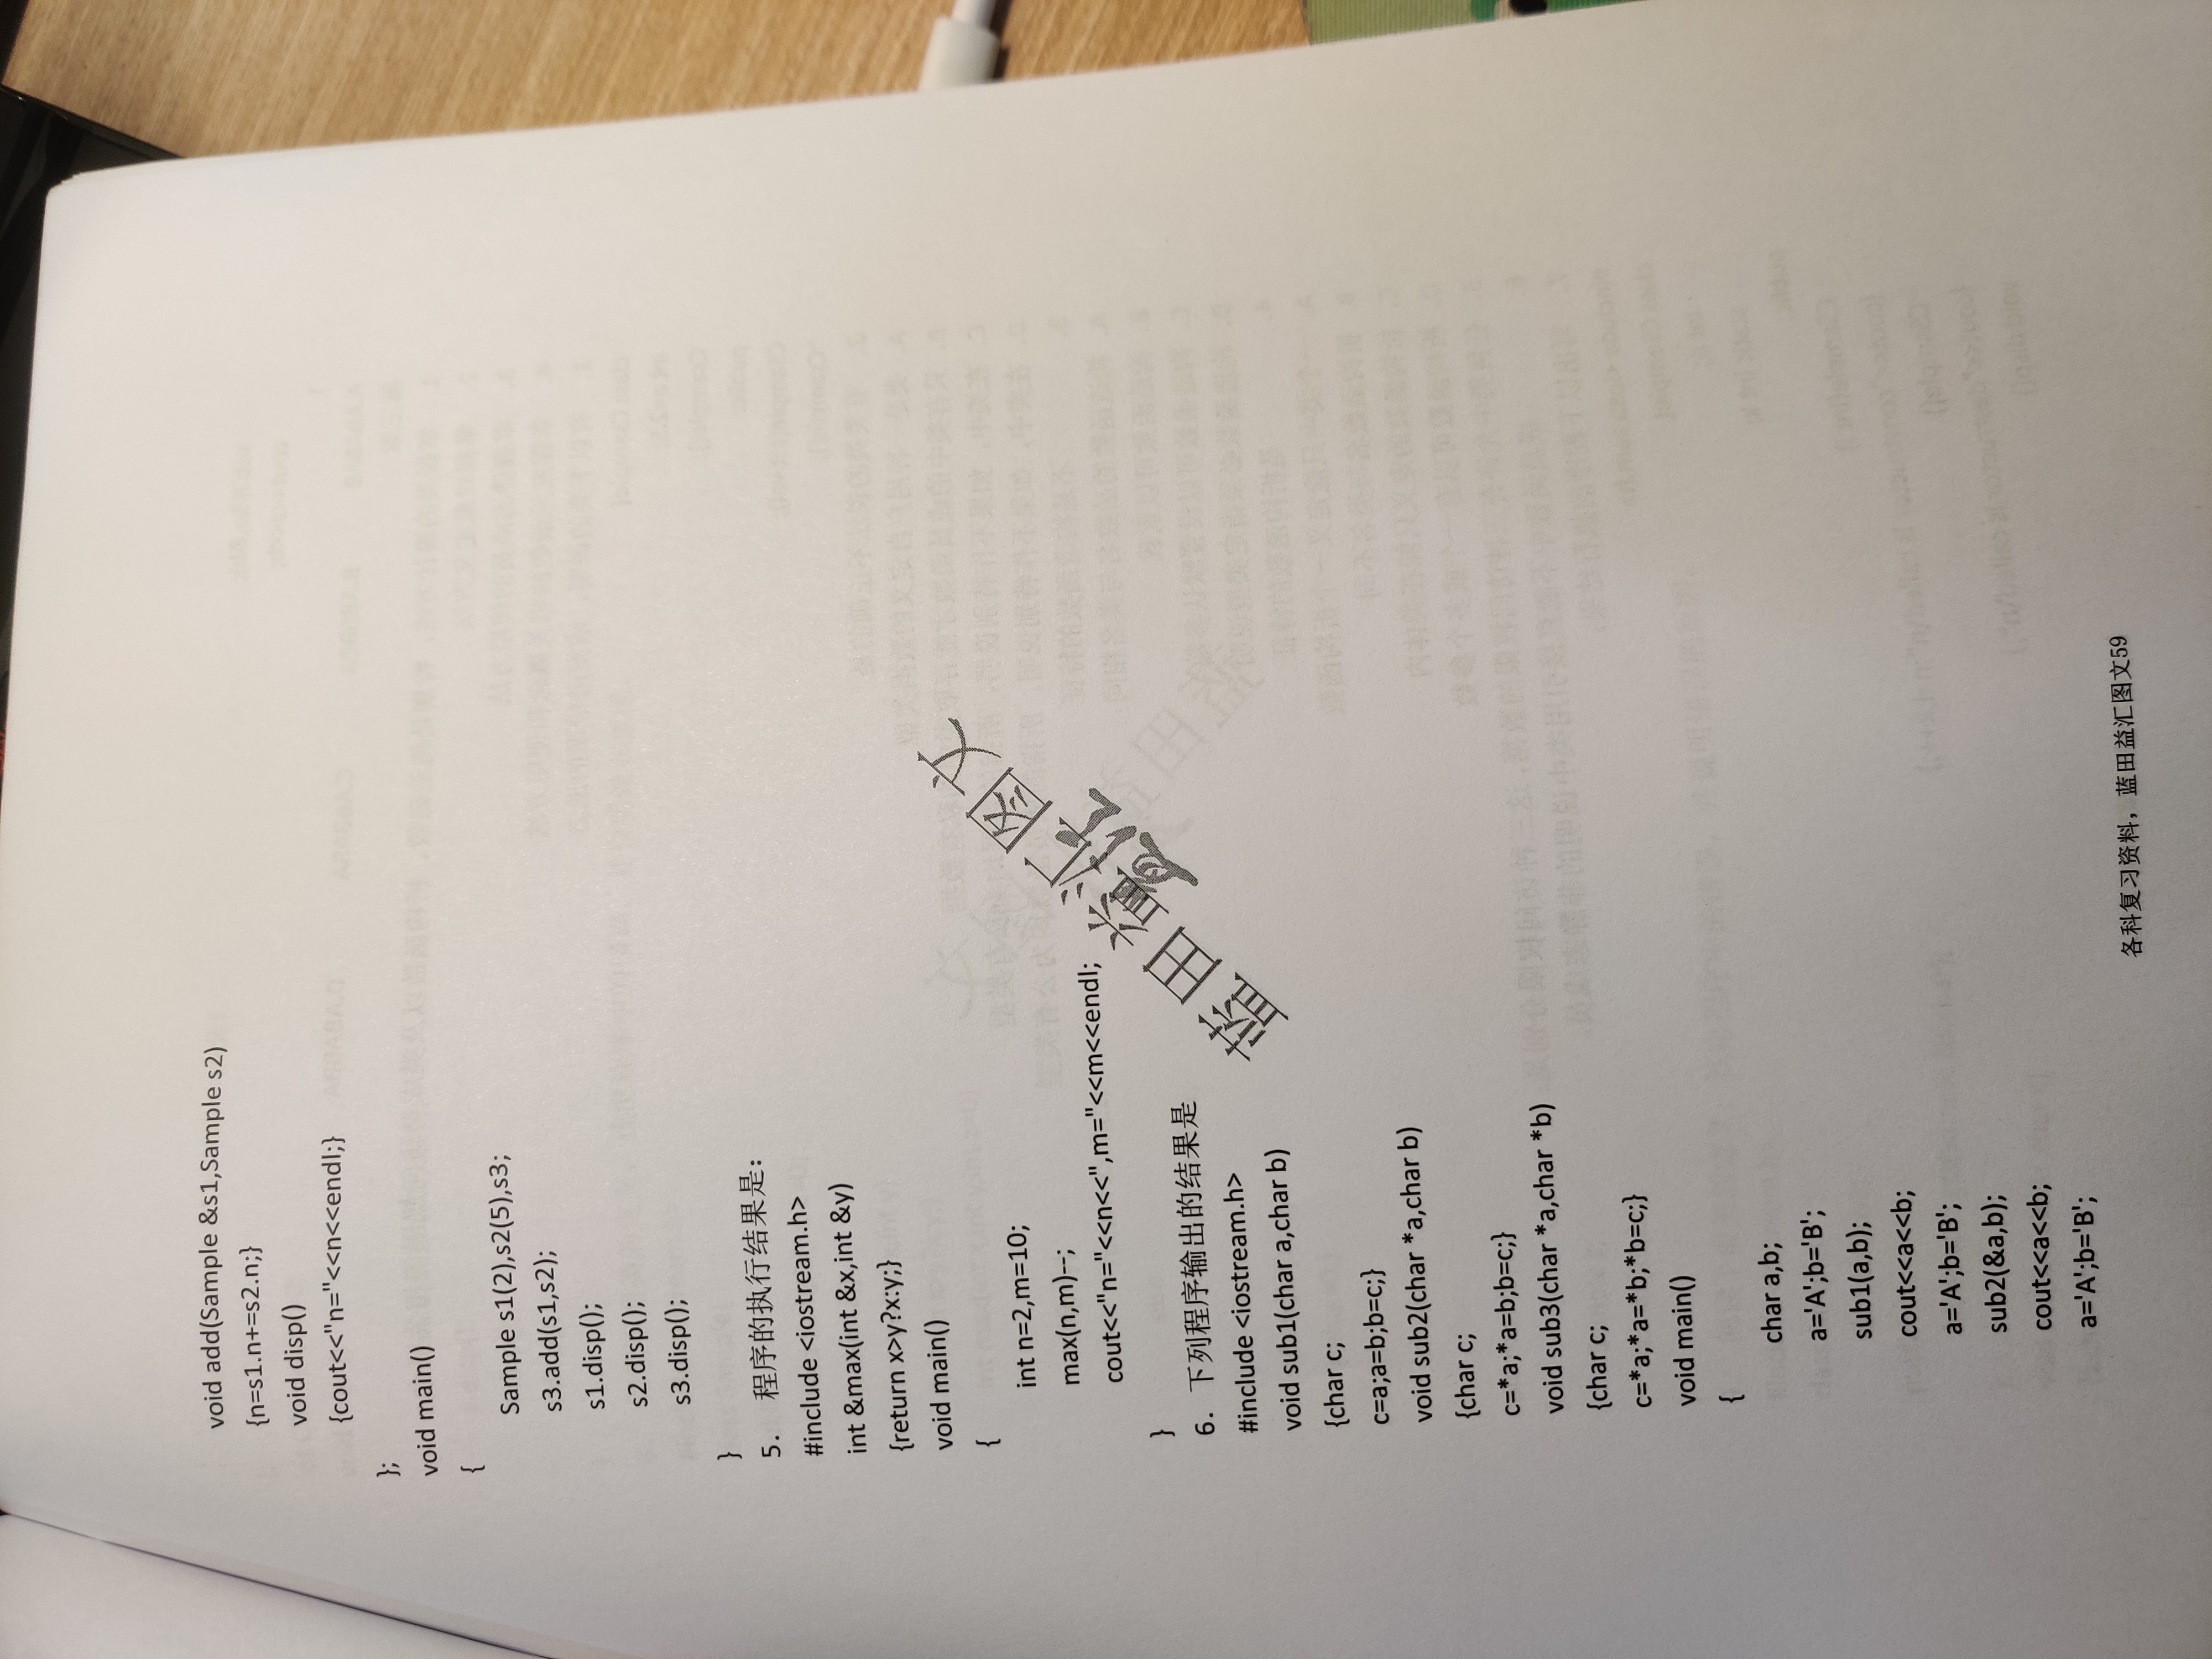 void add(Sample &s1,Sample s2)
{n=s1.n+=s2.n;}
void disp()
{cout<<"n="<<n<<endl;}
};
void main()
{
Sample s1(2),s2(5),s3;
s3.add(s1,s2);
s1.disp();
s2.disp();
s3.disp();
}
5. 程序的执行结果是:
#include <iostream.h>
int &max(int &x,int &y)
{return x>y?x:y;}
void main()
{
int n=2,m=10;
max(n,m)--;
cout<<"n="<<n<<",m="<<m<<endl;
}
6. 下列程序输出的结果是
#include <iostream.h>
void sub1(char a,char b)
{char c;
c=a;a=b;b=c;}
void sub2(char *a,char b)
{char c;
c=*a;*a=b;b=c;}
void sub3(char *a,char *b)
{char c;
c=*a;*a=*b;*b=c;}
void main()
{
char a,b;
a='A';b='B';
sub1(a,b);
cout<<a<<b;
a='A';b='B';
sub2(&a,b);
cout<<a<<b;
a='A';b='B';
蓝田益汇图文
益汇
各科复习资料，蓝田益汇图文59